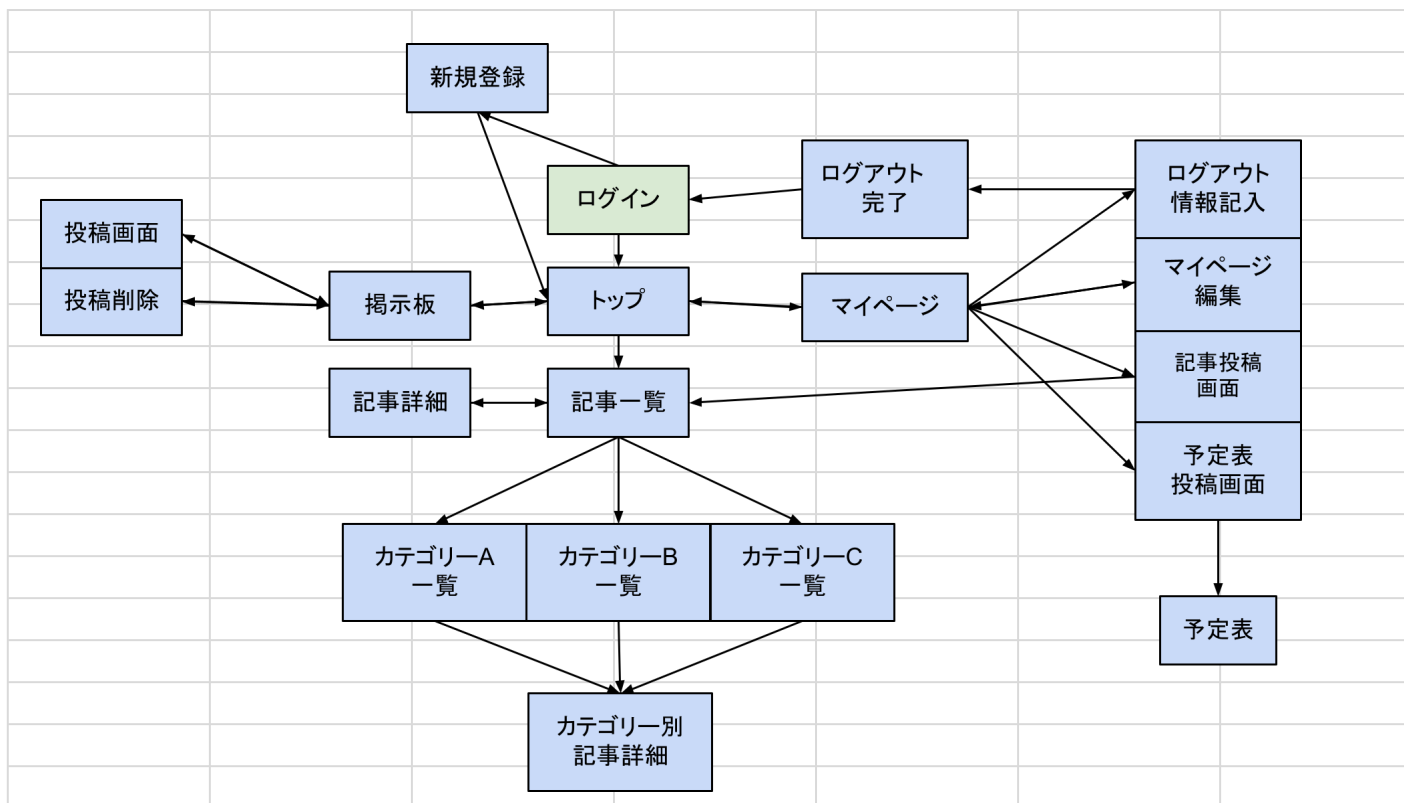 新規登録
ログイン
ログアウト
完了
ログアウト
情報記入
投稿画面
投稿削除
掲示板
トップ
マイページ
マイページ
編集
記事詳細
記事一覧
記事投稿
画面
予定表
投稿画面
カテゴリーA
一覧
カテゴリーB
一覧
カテゴリーC
一覧
予定表
カテゴリー別
記事詳細